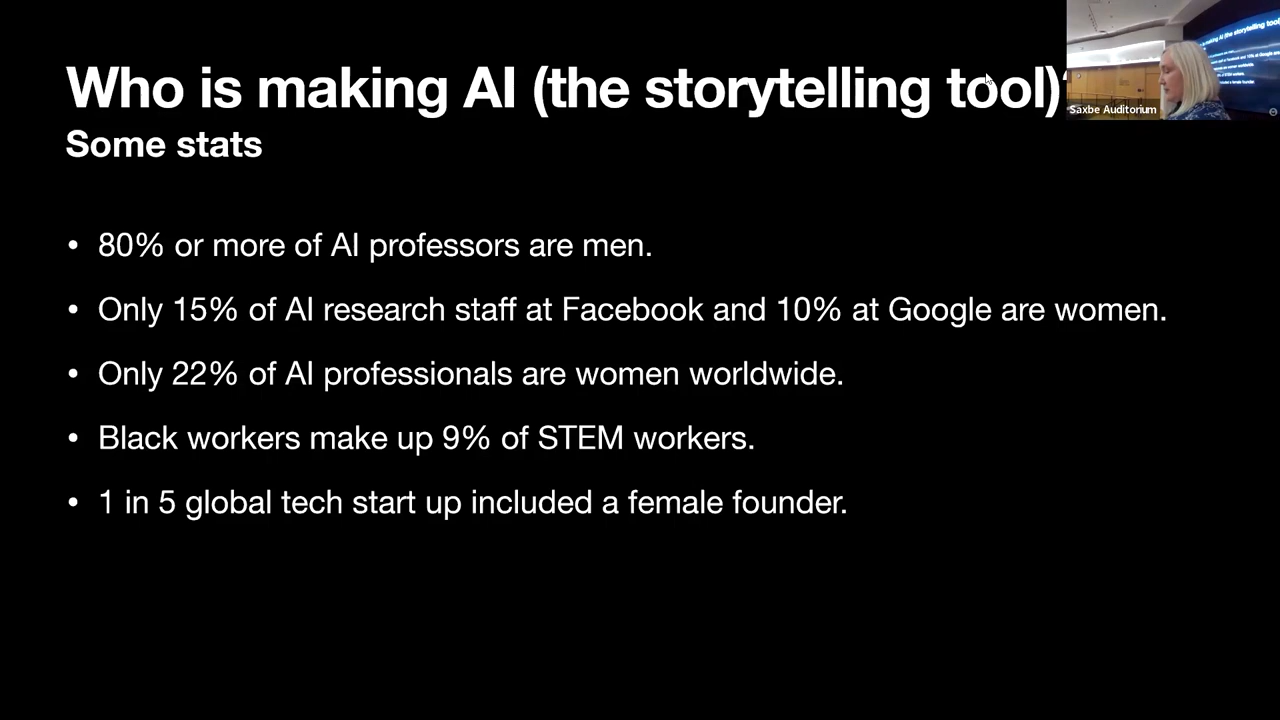 Who is making AI (the storytelling tool)
Some stats
• 80% or more of AI professors are men.
• Only 15% of AI research staff at Facebook and 10% at Google are women.
• Only 22% of AI professionals are women worldwide.
• Black workers make up 9% of STEM workers.
• 1 in 5 global tech start up included a female founder.
Saxbe Auditorium